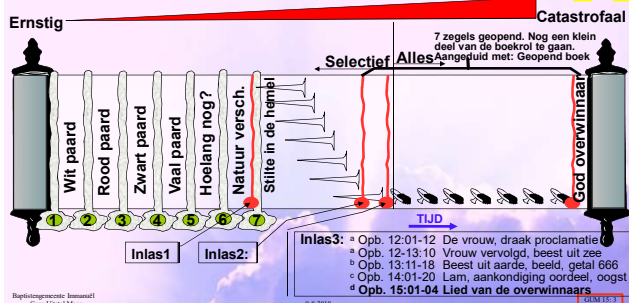 Ernstig
Catastrofaal
7 zegels geopend. Nog een klein
deel van de boekrol te gaan.
Aangeduid met: Geopend boek
Selectief
Alles
Wit paard
Rood paard
Zwart paard
Vaal paard
Hoelang nog?
Natuur versch.
Stilte in de hemel
God overwinnaar
1 2 3 4 5 6 7
TIJD
Inlas1
Inlas2:
Inlas3: a Opb. 12:01-12 De vrouw, draak proclamatie
a Opb. 12-13:10 Vrouw vervolgd, beest uit zee
b Opb. 13:11-18 Beest uit aarde, beeld, getal 666
c Opb. 14:01-20 Lam, aankondiging oordeel, oogst
d Opb. 15:01-04 Lied van de overwinnaars
Baptistengemeente Immanuël
GUM 15: 3